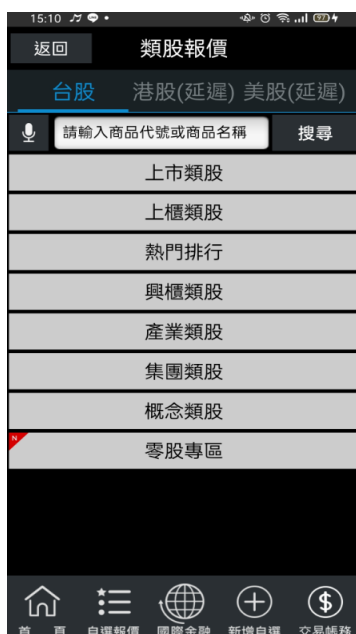 15:10
97
返回 類股報價
台股 港股(延遲) 美股(延遲)
請輸入商品代號或商品名稱 搜尋
上市類股
上櫃類股
熱門排行
興櫃類股
產業類股
集團類股
概念類股
N
零股專區
首 頁 自選報價 國際金融 新增自選 交易帳務